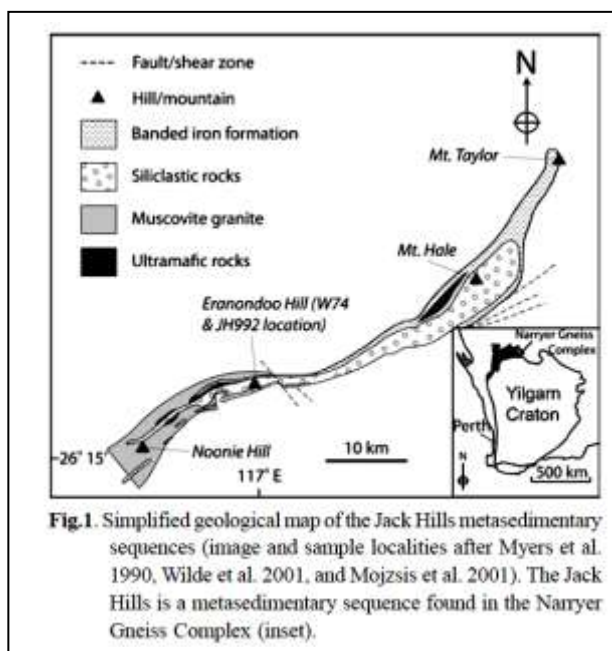 Fault/shear zone
Hill/mountain
Banded iron formation
Siliclastic rocks
Muscovite granite
Ultramafic rocks
N
Mt. Taylor
Mt. Hale
Eranondoo Hill (W74
& JH992 location)
Noonie Hill
26° 15'
117° E
10 km
Narryer
Gneiss
Complex
Yilgarn
Craton
Perth
N
500 km
Fig.1. Simplified geological map of the Jack Hills metasedimentary
sequences (image and sample localities after Myers et al.
1990, Wilde et al. 2001, and Mojzsis et al. 2001). The Jack
Hills is a metasedimentary sequence found in the Narryer
Gneiss Complex (inset).